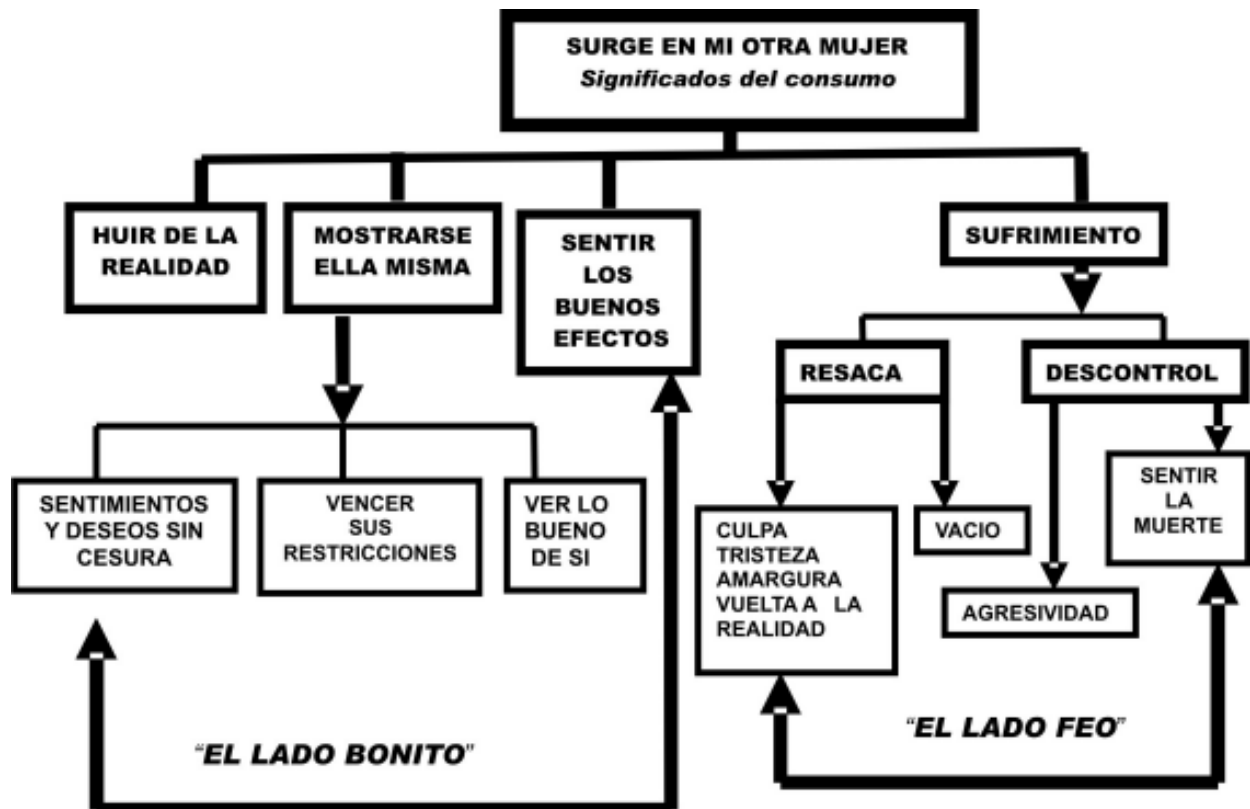 SURGE EN MI OTRA MUJER
Significados del consumo
HUIR DE LA
REALIDAD
MOSTRARSE
ELLA MISMA
SENTIR
LOS
BUENOS
EFECTOS
SUFRIMIENTO
RESACA
DESCONTROL
SENTIMIENTOS
Y DESEOS SIN
CESURA
VENCER
SUS
RESTRICCIONES
VER LO
BUENO
DE SI
CULPA
TRISTEZA
AMARGURA
VUELTA A LA
REALIDAD
VACIO
AGRESIVIDAD
SENTIR
LA
MUERTE
“EL LADO BONITO”
“EL LADO FEO”